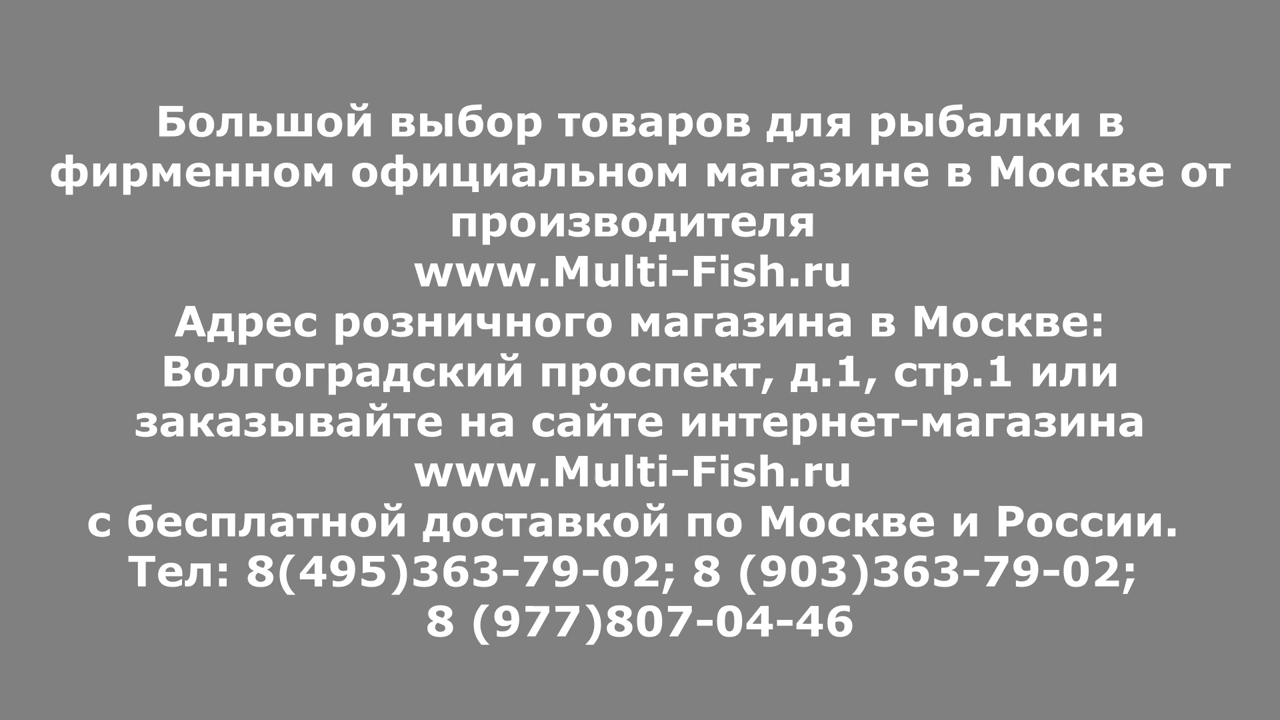 Большой выбор товаров для рыбалки в
фирменном официальном магазине в Москве от
производителя
www.Multi-Fish.ru
Адрес розничного магазина в Москве:
Волгоградский проспект, д.1, стр.1 или
заказывайте на сайте интернет-магазина
www.Multi-Fish.ru
с бесплатной доставкой по Москве и России.
Тел: 8(495)363-79-02; 8 (903)363-79-02;
8 (977)807-04-46